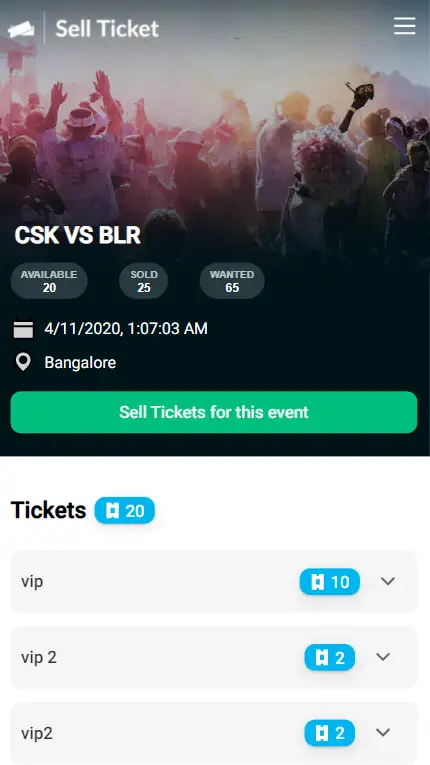 Sell Ticket
CSK VS BLR
AVAILABLE SOLD WANTED
20 25 65
4/11/2020, 1:07:03 AM
Bangalore
Sell Tickets for this event
Tickets 20
vip 10
vip 2 2
vip2 2